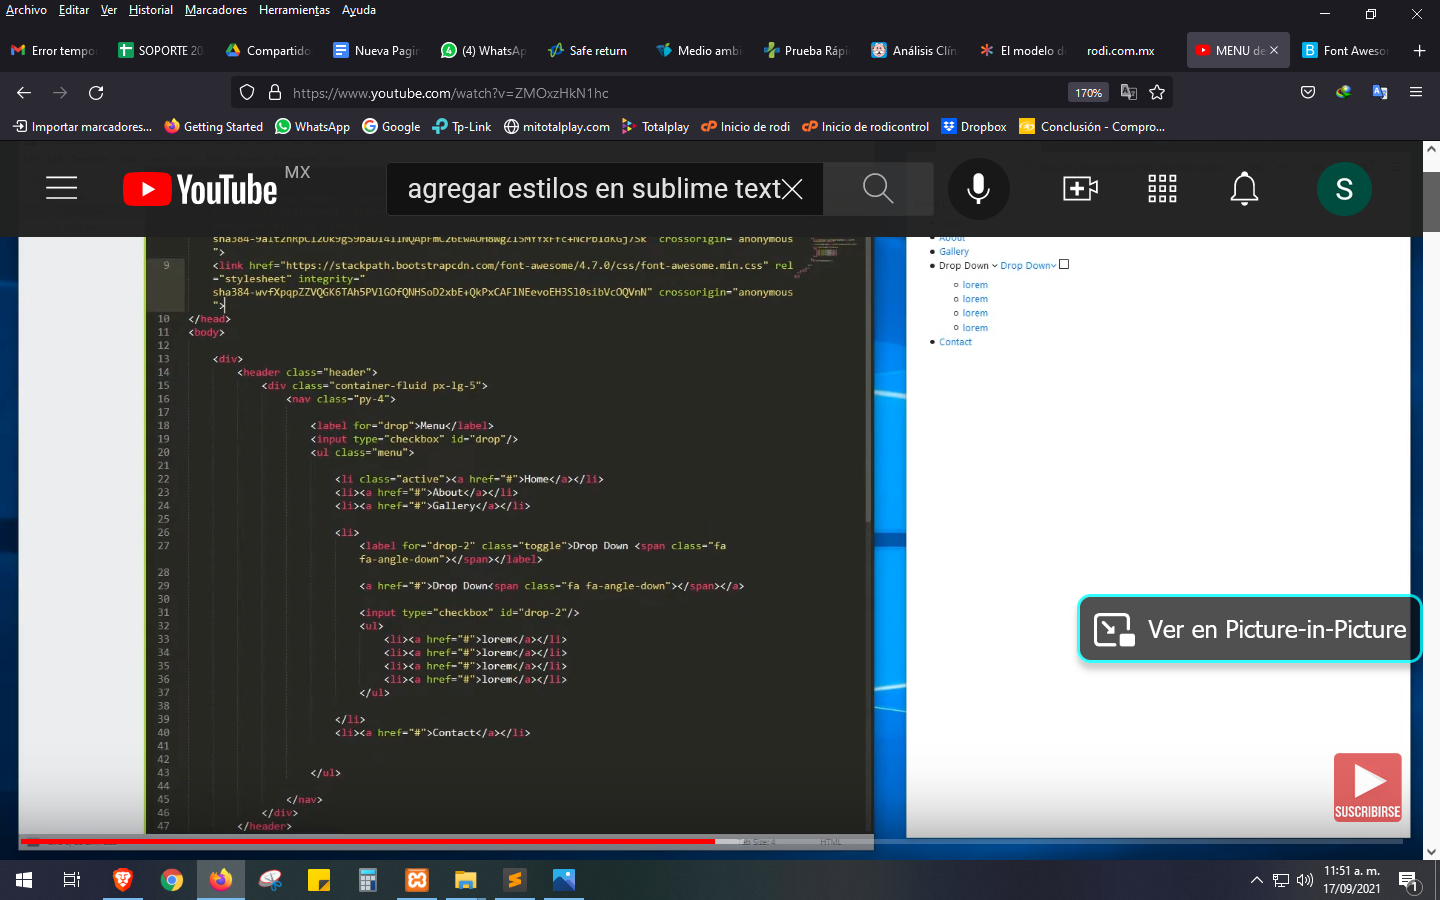 Archivo Editar Ver Historial Marcadores Herramientas Ayuda
Error tempo SOPORTE 20 Compartido Nueva Pagin (4) WhatsAp Safe return Medio ambi Prueba Rápi Análisis Clín El modelo de rodi.com.mx MENU de Font Aweso
https://www.youtube.com/watch?v=ZMOxzHkN1hc 170%
Importar marcadores... Getting Started WhatsApp Google Tp-Link mitotalplay.com Totalplay Inicio de rodi Inicio de rodicontrol Dropbox Conclusión - Compro...
YouTube MX agregar estilos en sublime text S
crossorigin="anonymous
">
9 <link href="https://stackpath.bootstrapcdn.com/font-awesome/4.7.0/css/font-awesome.min.css" rel
="stylesheet" integrity="
sha384-wvfXpqpZZVQGK6TAh5PVlGOfQNHSoD2xbE+QkPxCAFlNEevoEH3Sl0sibVcOQVnN" crossorigin="anonymous
">
10 </head>
11 <body>
12
13 <div>
14 <header class="header">
15 <div class="container-fluid px-lg-5">
16 <nav class="py-4">
17
18 <label for="drop">Menu</label>
19 <input type="checkbox" id="drop"/>
20 <ul class="menu">
21
22 <li class="active"><a href="#">Home</a></li>
23 <li><a href="#">About</a></li>
24 <li><a href="#">Gallery</a></li>
25
26 <li>
27 <label for="drop-2" class="toggle">Drop Down <span class="fa
fa-angle-down"></span></label>
28
29 <a href="#">Drop Down<span class="fa fa-angle-down"></span></a>
30
31 <input type="checkbox" id="drop-2"/>
32 <ul>
33 <li><a href="#">lorem</a></li>
34 <li><a href="#">lorem</a></li>
35 <li><a href="#">lorem</a></li>
36 <li><a href="#">lorem</a></li>
37 </ul>
38
39 </li>
40 <li><a href="#">Contact</a></li>
41
42
43 </ul>
44
45 </nav>
46 </div>
47 </header>
Size: 4 HTML
About
Gallery
Drop Down Drop Down
lorem
lorem
lorem
lorem
Contact
Ver en Picture-in-Picture
SUSCRIBIRSE
11:51 a. m.
17/09/2021
1